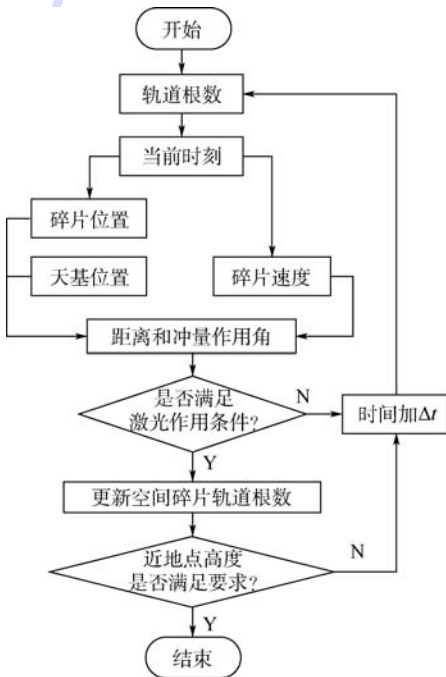 开始
轨道根数
当前时刻
碎片位置
天基位置
碎片速度
距离和冲量作用角
是否满足
激光作用条件?
N
时间加Δt
Y
更新空间碎片轨道根数
近地点高度
是否满足要求?
N
Y
结束